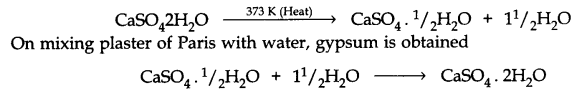 CaSO₄2H₂O 373 K (Heat) ⟶ CaSO₄ . ¹/₂H₂O + 1¹/₂H₂O
On mixing plaster of Paris with water, gypsum is obtained
CaSO₄ . ¹/₂H₂O + 1¹/₂H₂O ⟶ CaSO₄ . 2H₂O